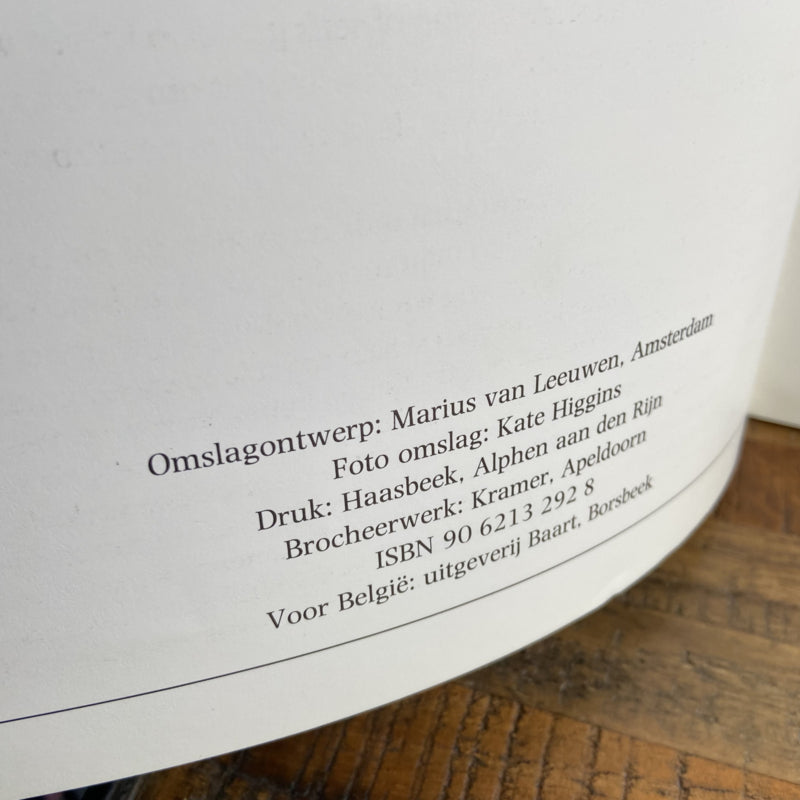 Omslagontwerp: Marius van Leeuwen, Amsterdam
Foto omslag: Kate Higgins
Druk: Haasbeek, Alphen aan den Rijn
Brocheerwerk: Kramer, Apeldoorn
ISBN 90 6213 292 8
Voor België: uitgeverij Baart, Borsbeek